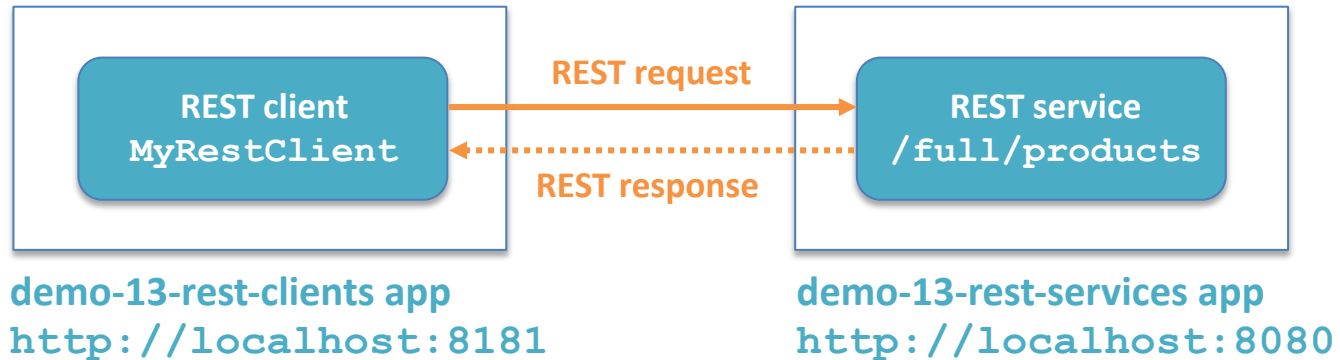 REST client
MyRestClient
REST request
REST response
REST service
/full/products
demo-13-rest-clients app
http://localhost:8181
demo-13-rest-services app
http://localhost:8080